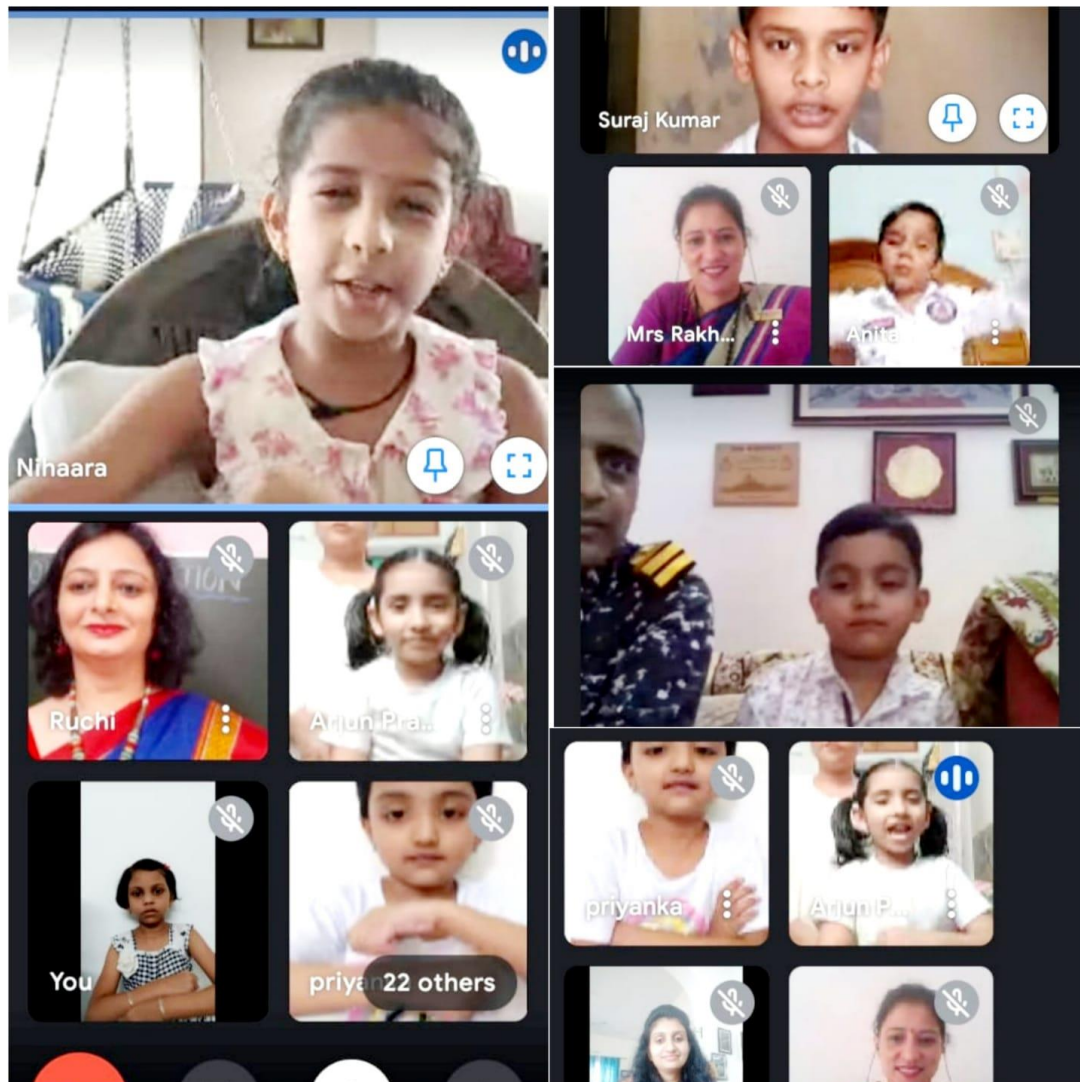 Nihaara
Ruchi
Arjun Pra...
You
22 others
Suraj Kumar
Mrs Rakh...
Anita
priyanka
Arjun P...